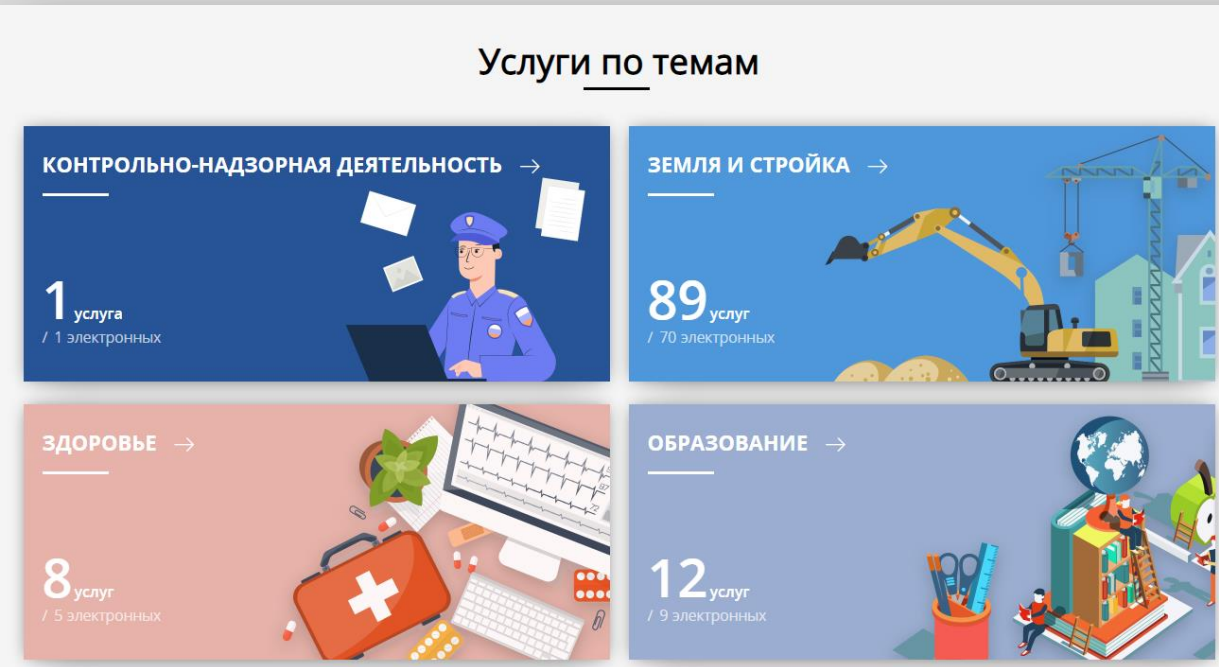 Услуги по темам
КОНТРОЛЬНО-НАДЗОРНАЯ ДЕЯТЕЛЬНОСТЬ →
1 услуга
/ 1 электронных
ЗЕМЛЯ И СТРОЙКА →
89 услуг
/ 70 электронных
ЗДОРОВЬЕ →
8 услуг
/ 5 электронных
ОБРАЗОВАНИЕ →
12 услуг
/ 9 электронных